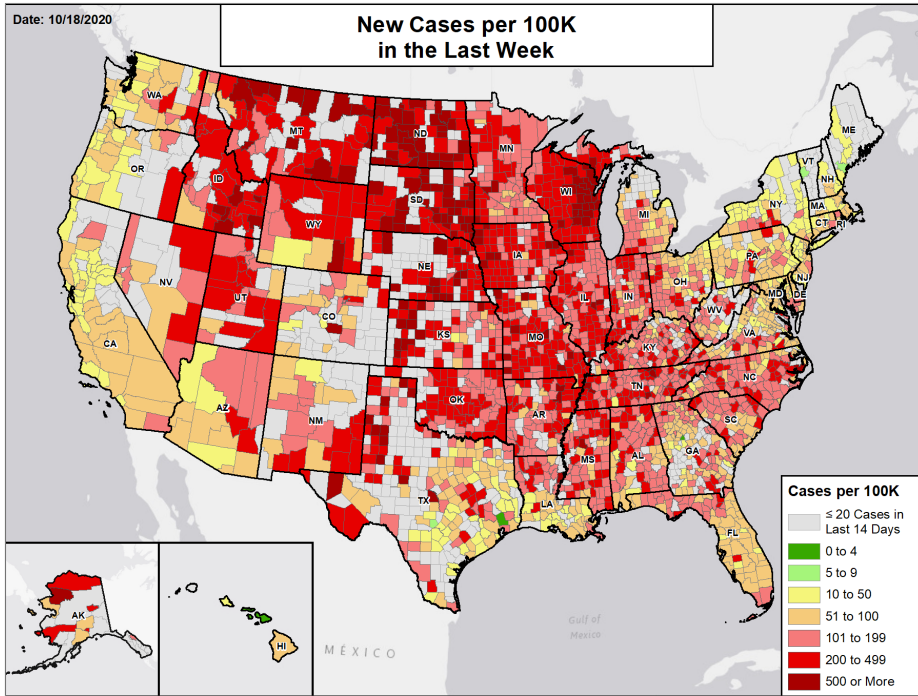 Date: 10/18/2020
New Cases per 100K
in the Last Week
WA
MT
ND
MN
ME
OR
ID
SD
WI
VT
NH
NY
MA
CT
RI
WY
MI
IA
PA
NV
NE
NJ
OH
UT
IL
IN
MD
DE
CO
WV
CA
KS
MO
VA
KY
AZ
NM
OK
TN
NC
AR
SC
MS
AL
GA
TX
LA
FL
AK
HI
MÉXICO
Gulf of
Mexico
Cases per 100K
≤ 20 Cases in
Last 14 Days
0 to 4
5 to 9
10 to 50
51 to 100
101 to 199
200 to 499
500 or More